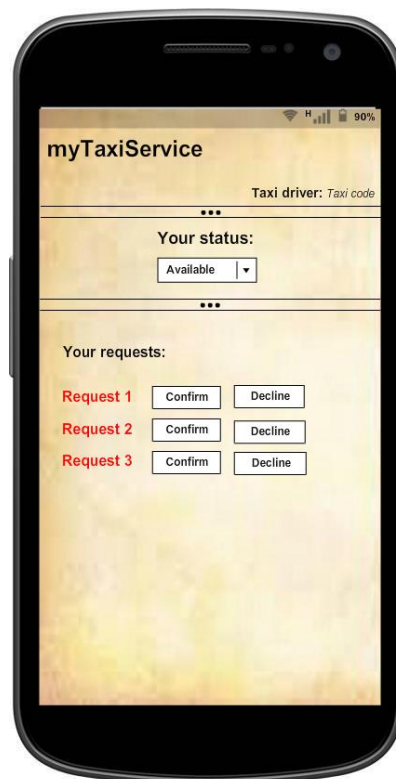 H 90%
myTaxiService
Taxi driver: Taxi code
Your status:
Available
Your requests:
Request 1 Confirm Decline
Request 2 Confirm Decline
Request 3 Confirm Decline